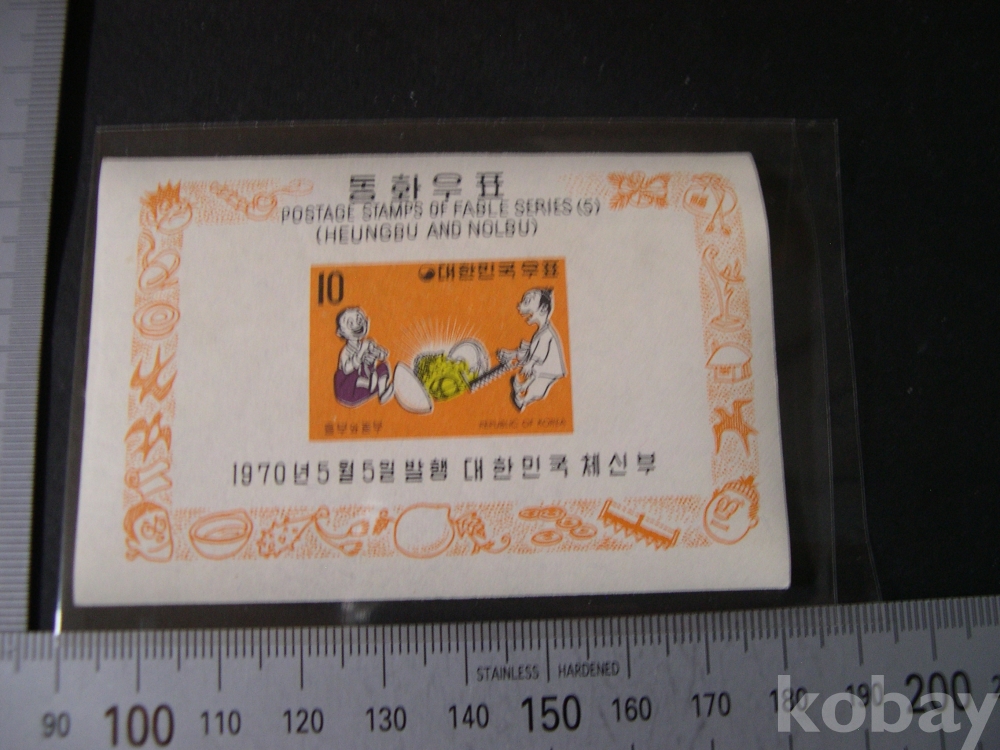 동화우표
POSTAGE STAMPS OF FABLE SERIES (5)
(HEUNGBU AND NOLBU)
10 대한민국우표
흥부와놀부 REPUBLIC OF KOREA
1970년5월5일발행 대한민국 체신부
STAINLESS HARDENED
90 100 110 120 130 140 150 160 170 180 190 200
kobay